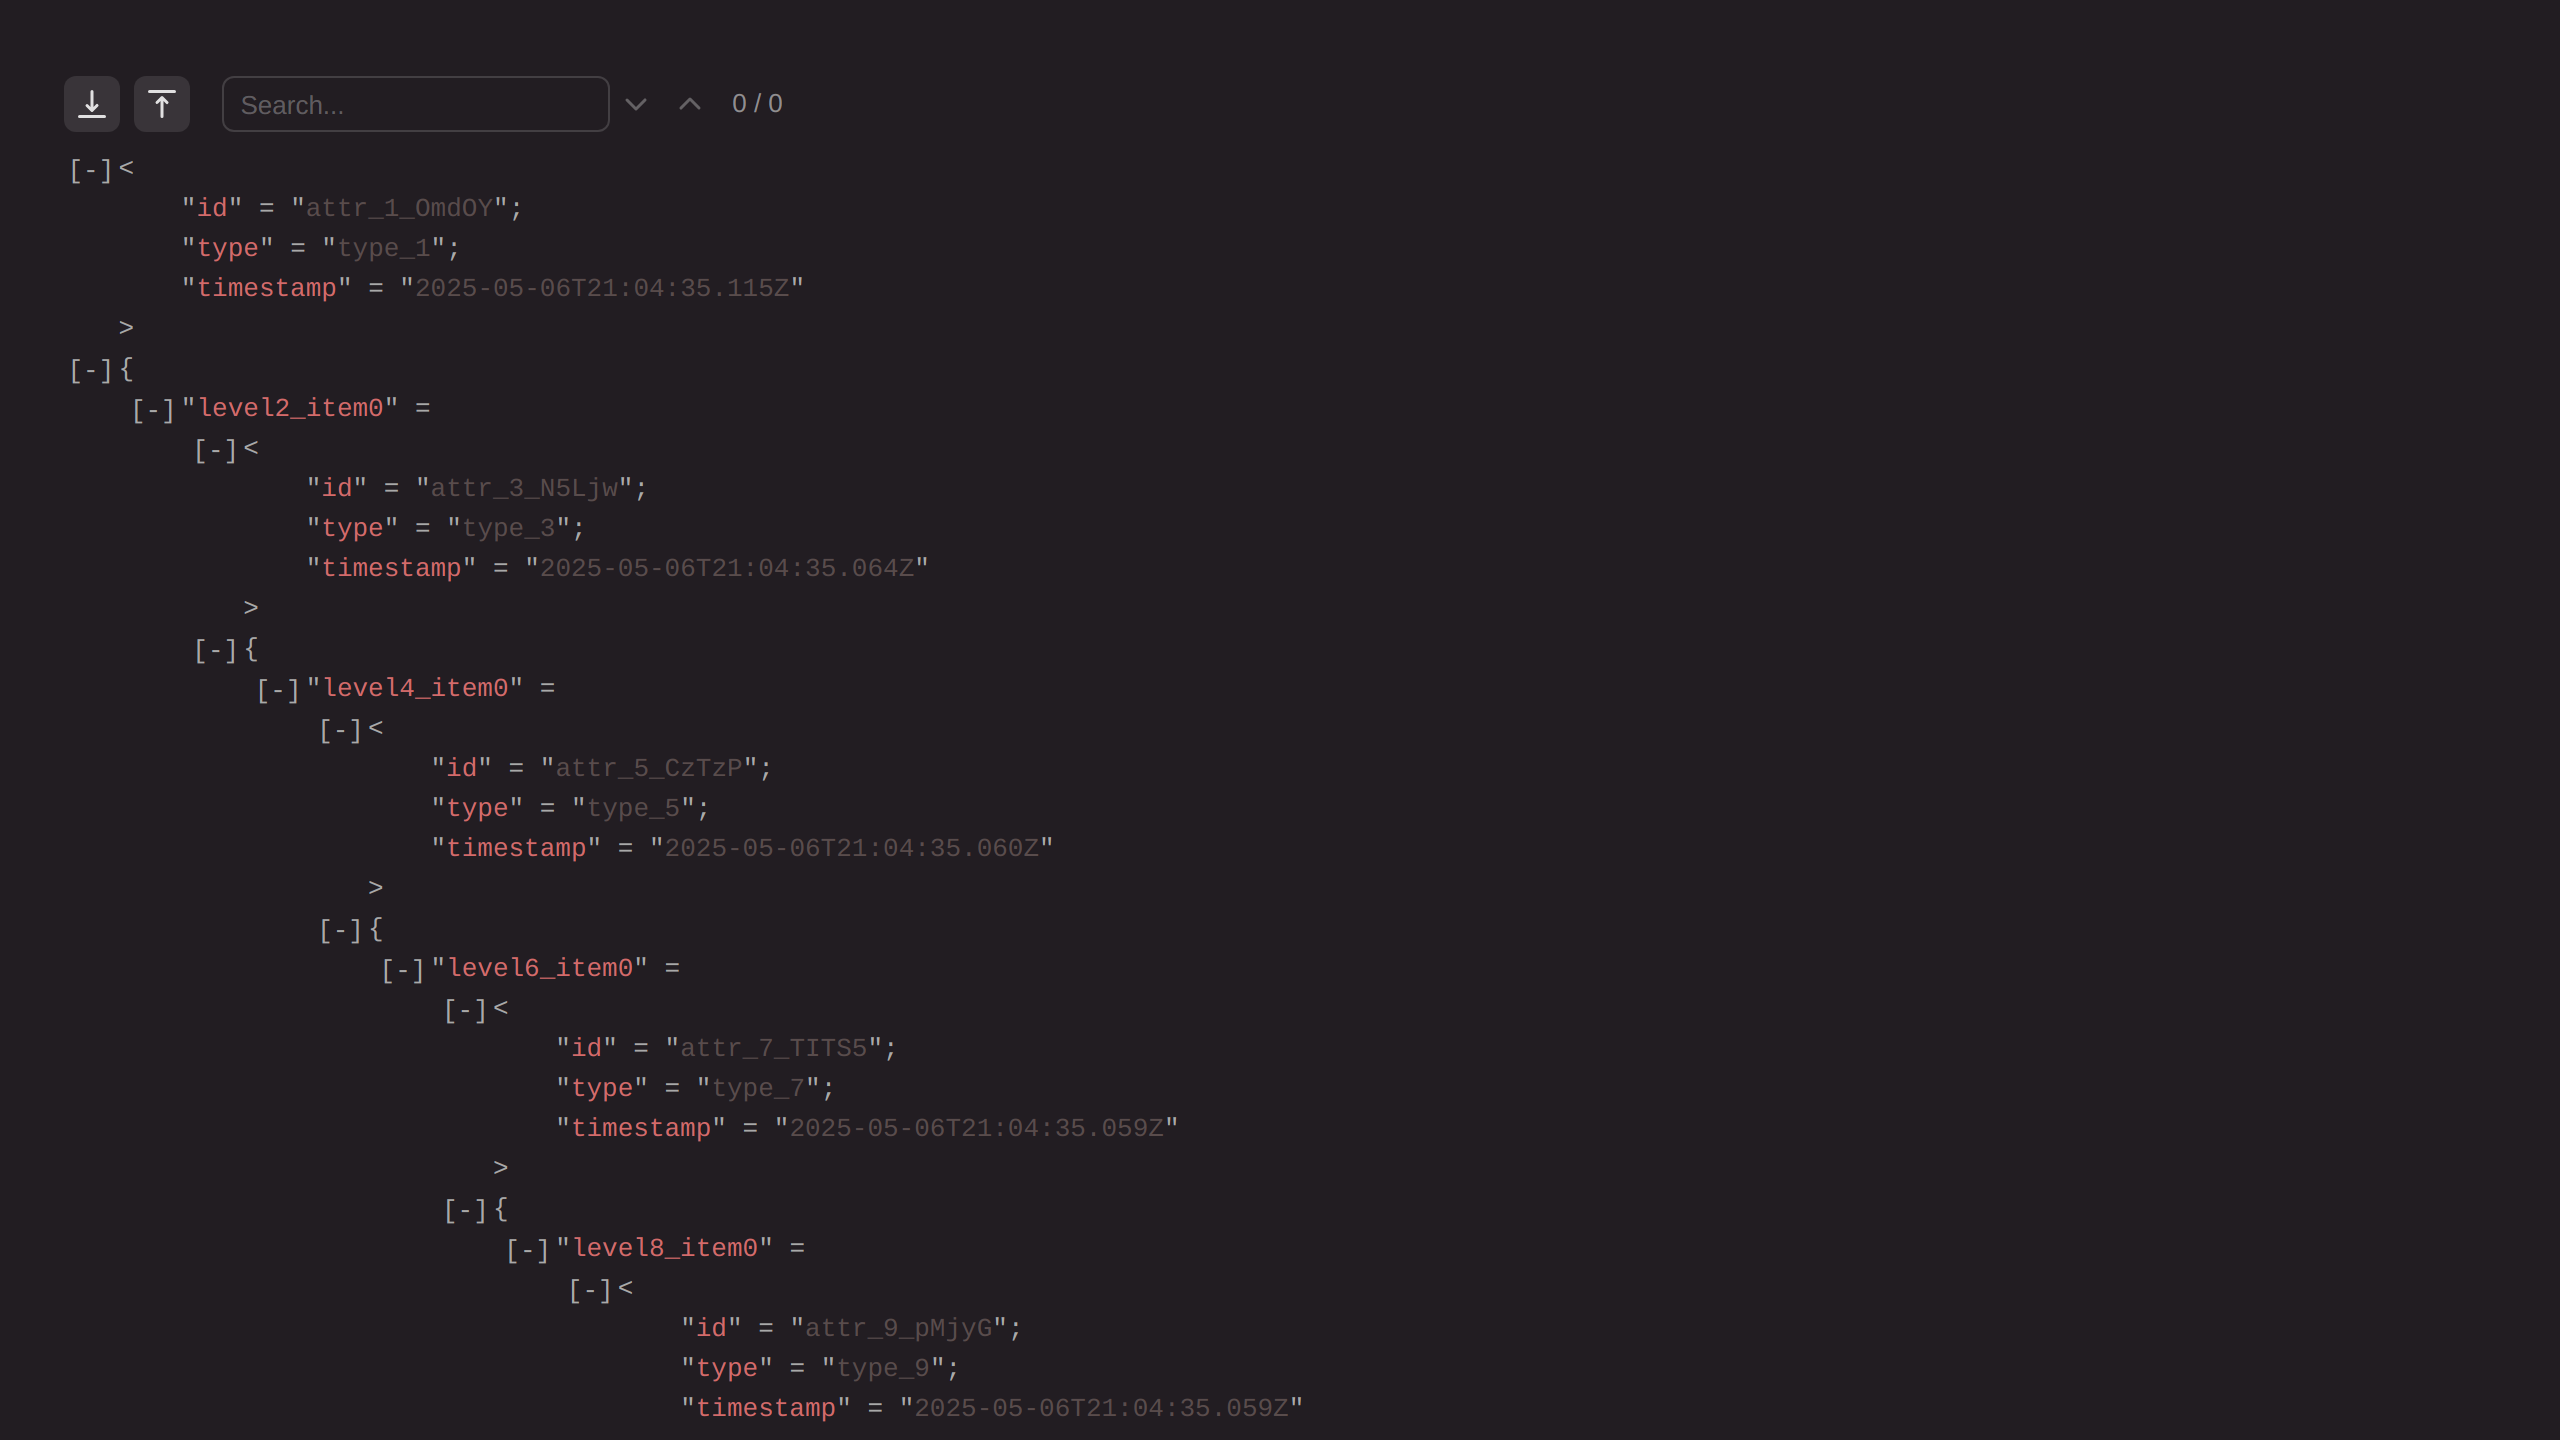 Search... 0 / 0
[-]<
"id" = "attr_1_OmdOY";
"type" = "type_1";
"timestamp" = "2025-05-06T21:04:35.115Z"
>
[-]{
[-]"level2_item0" =
[-]<
"id" = "attr_3_N5Ljw";
"type" = "type_3";
"timestamp" = "2025-05-06T21:04:35.064Z"
>
[-]{
[-]"level4_item0" =
[-]<
"id" = "attr_5_CzTzP";
"type" = "type_5";
"timestamp" = "2025-05-06T21:04:35.060Z"
>
[-]{
[-]"level6_item0" =
[-]<
"id" = "attr_7_TITS5";
"type" = "type_7";
"timestamp" = "2025-05-06T21:04:35.059Z"
>
[-]{
[-]"level8_item0" =
[-]<
"id" = "attr_9_pMjyG";
"type" = "type_9";
"timestamp" = "2025-05-06T21:04:35.059Z"